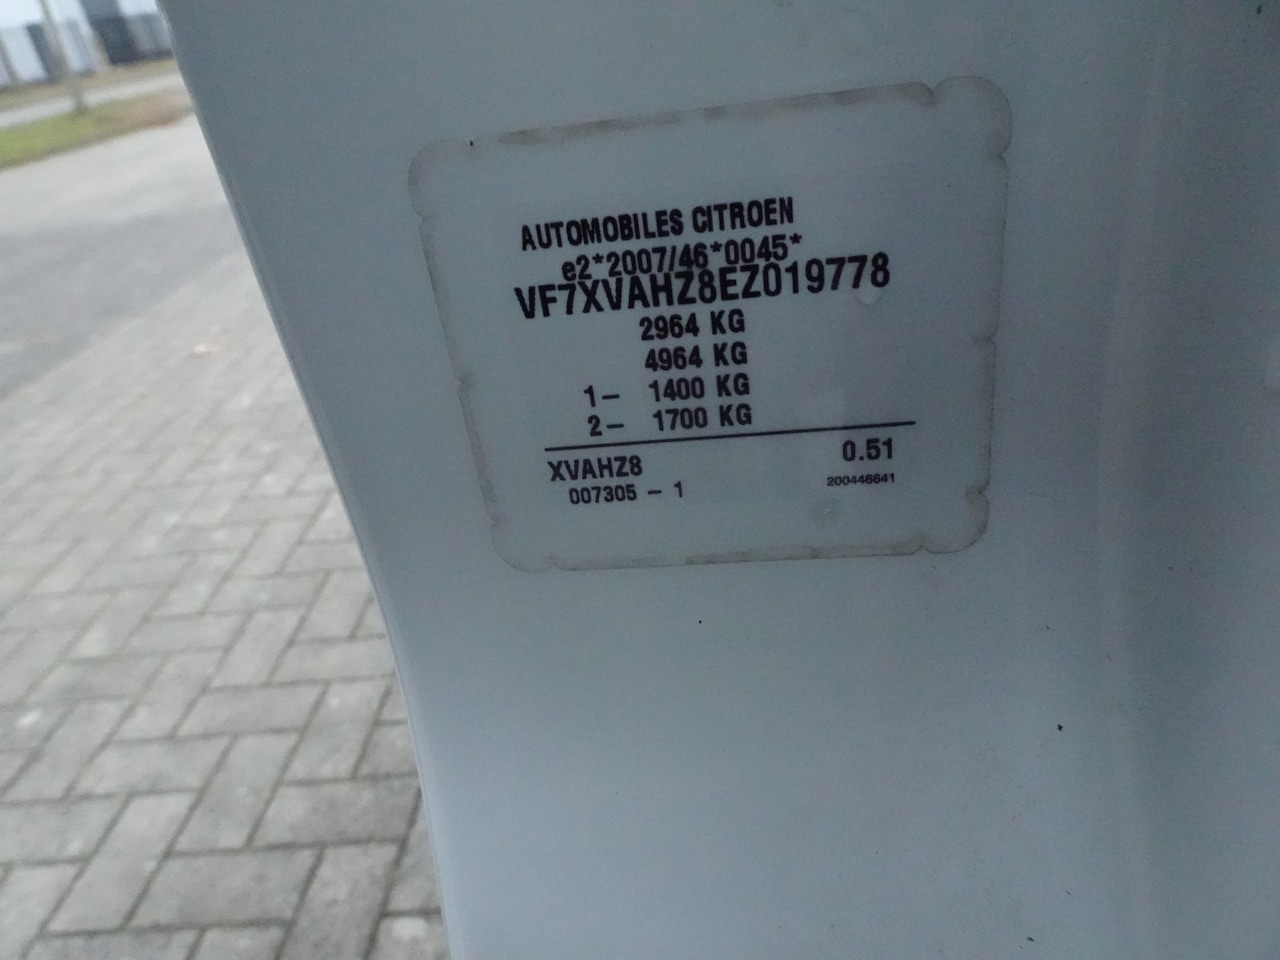 AUTOMOBILES CITROEN
e2*2007/46*0045*
VF7XVAHZ8EZ019778
2964 KG
4964 KG
1- 1400 KG
2- 1700 KG
XVAHZ8 0.51
007305 - 1 200446641